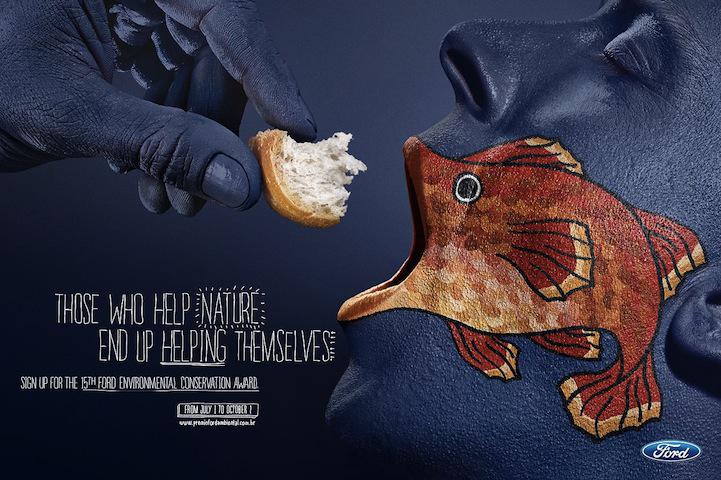 THOSE WHO HELP NATURE
END UP HELPING THEMSELVES.
SIGN UP FOR THE 15TH FORD ENVIRONMENTAL CONSERVATION AWARD.
FROM JULY 1 TO OCTOBER 1
www.premiofordambiental.com.br
Ford